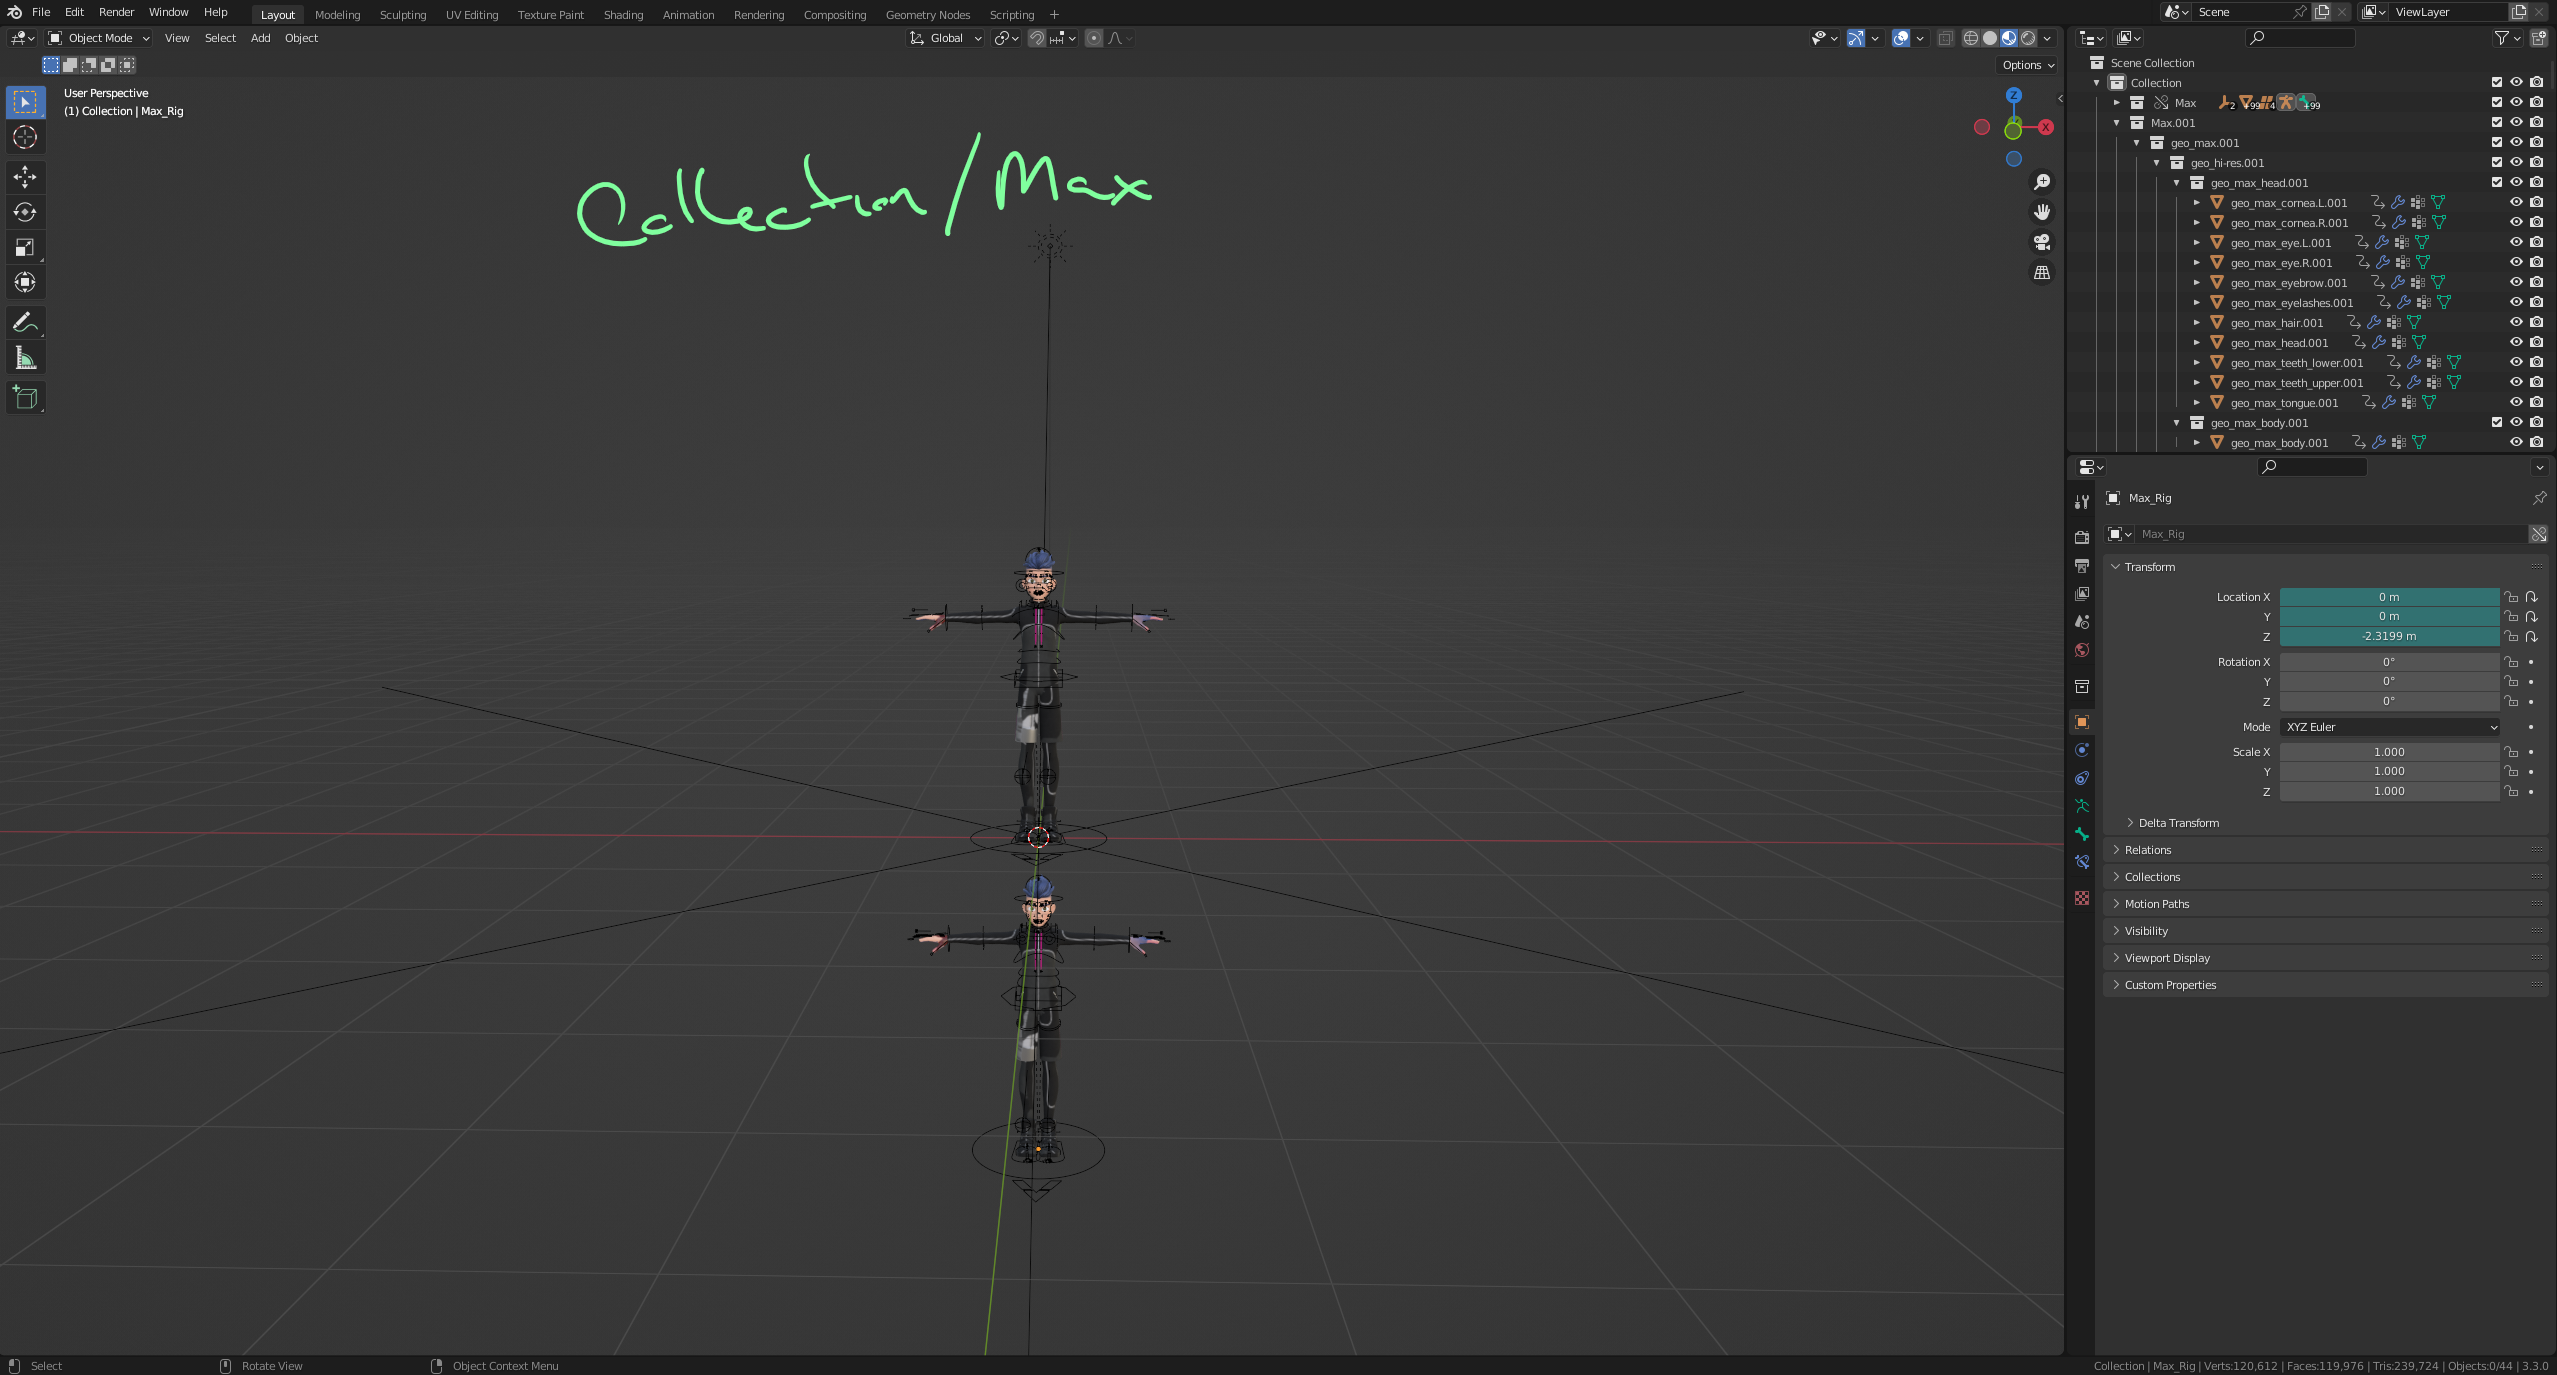 File Edit Render Window Help Layout Modeling Sculpting UV Editing Texture Paint Shading Animation Rendering Compositing Geometry Nodes Scripting + Scene ViewLayer
Object Mode View Select Add Object Global
Options
User Perspective
(1) Collection | Max_Rig
Z
X
Collection/Max
Scene Collection
Collection
Max 2 +99 4 +99
Max.001
geo_max.001
geo_hi-res.001
geo_max_head.001
geo_max_cornea.L.001
geo_max_cornea.R.001
geo_max_eye.L.001
geo_max_eye.R.001
geo_max_eyebrow.001
geo_max_eyelashes.001
geo_max_hair.001
geo_max_head.001
geo_max_teeth_lower.001
geo_max_teeth_upper.001
geo_max_tongue.001
geo_max_body.001
geo_max_body.001
Max_Rig
Max_Rig
Transform
Location X 0 m
Y 0 m
Z -2.3199 m
Rotation X 0°
Y 0°
Z 0°
Mode XYZ Euler
Scale X 1.000
Y 1.000
Z 1.000
Delta Transform
Relations
Collections
Motion Paths
Visibility
Viewport Display
Custom Properties
Select Rotate View Object Context Menu Collection | Max_Rig | Verts:120,612 | Faces:119,976 | Tris:239,724 | Objects:0/44 | 3.3.0